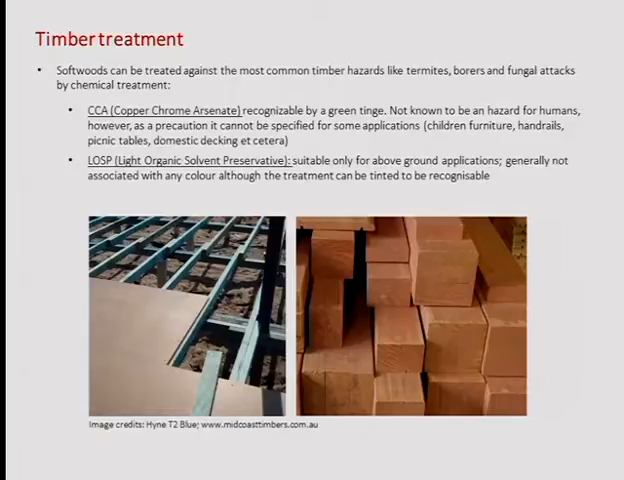 Timber treatment
• Softwoods can be treated against the most common timber hazards like termites, borers and fungal attacks
by chemical treatment:
• CCA (Copper Chrome Arsenate) recognizable by a green tinge. Not known to be an hazard for humans,
however, as a precaution it cannot be specified for some applications (children furniture, handrails,
picnic tables, domestic decking et cetera)
• LOSP (Light Organic Solvent Preservative): suitable only for above ground applications; generally not
associated with any colour although the treatment can be tinted to be recognisable
Image credits: Hyne T2 Blue; www.midcoasttimbers.com.au